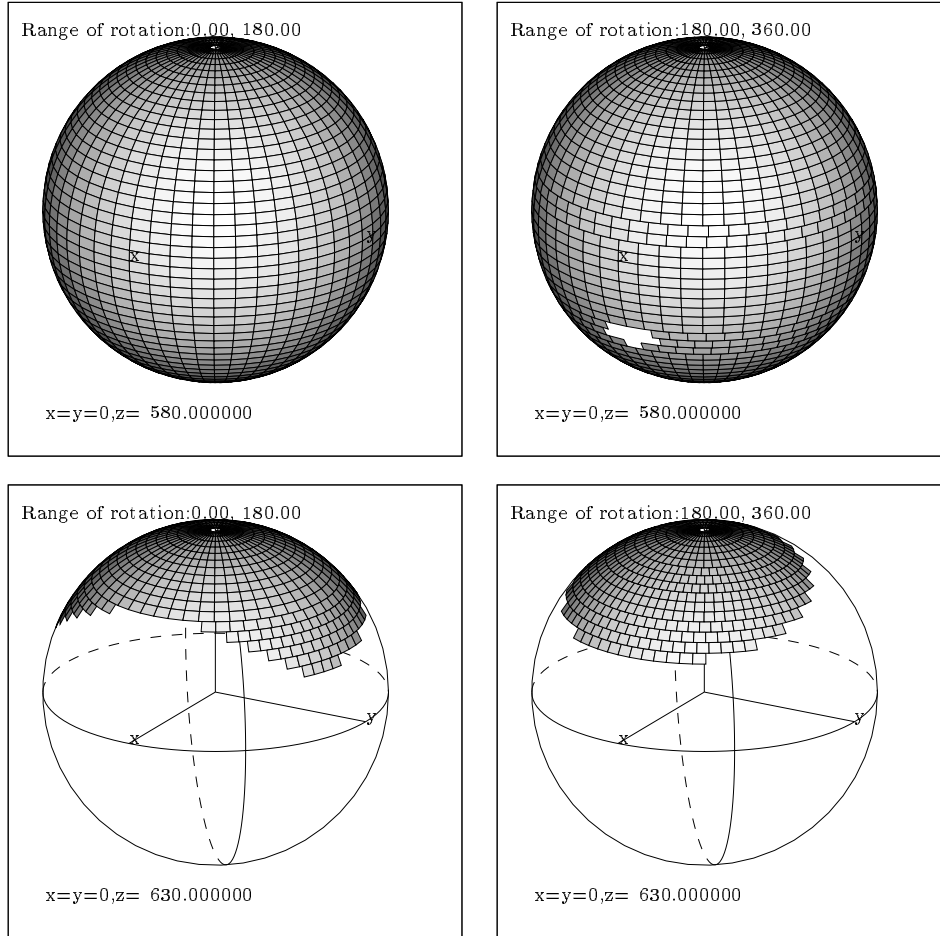 Range of rotation:0.00, 180.00
y
x
x=y=0,z= 580.000000
Range of rotation:180.00, 360.00
y
x
x=y=0,z= 580.000000
Range of rotation:0.00, 180.00
y
x
x=y=0,z= 630.000000
Range of rotation:180.00, 360.00
y
x
x=y=0,z= 630.000000